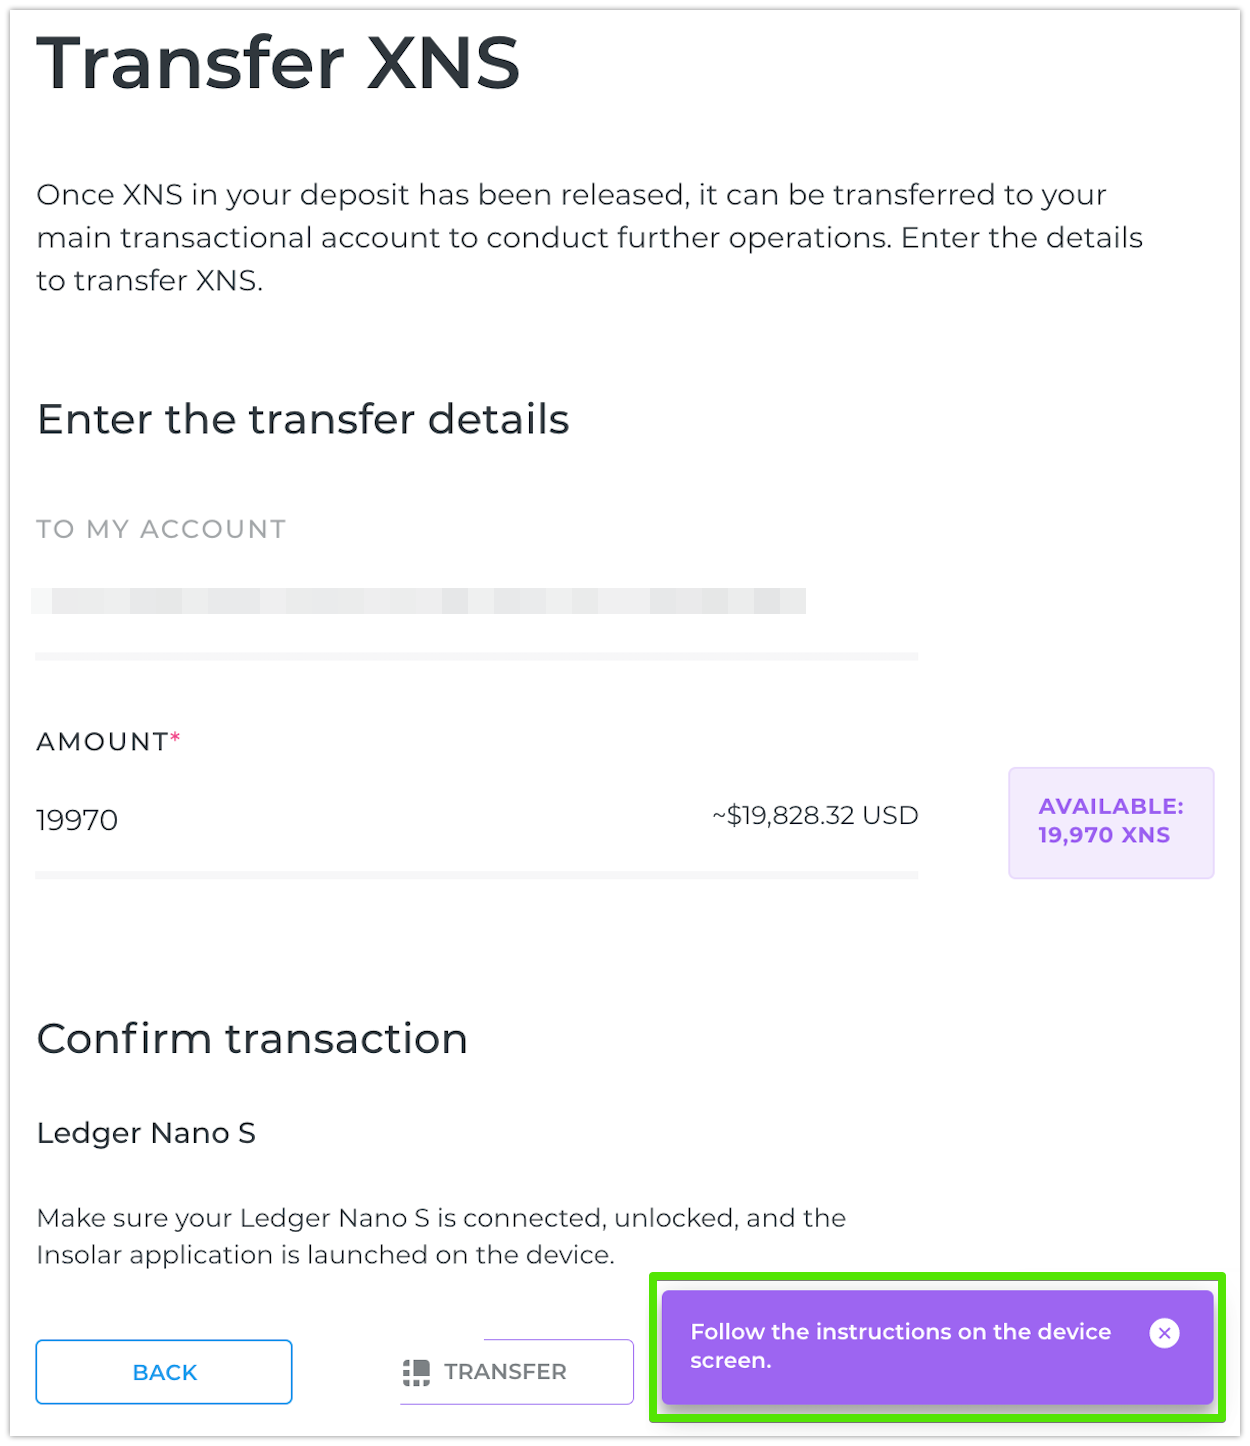 Transfer XNS
Once XNS in your deposit has been released, it can be transferred to your
main transactional account to conduct further operations. Enter the details
to transfer XNS.
Enter the transfer details
TO MY ACCOUNT
AMOUNT*
19970
~$19,828.32 USD
AVAILABLE:
19,970 XNS
Confirm transaction
Ledger Nano S
Make sure your Ledger Nano S is connected, unlocked, and the
Insolar application is launched on the device.
BACK
TRANSFER
Follow the instructions on the device
screen.